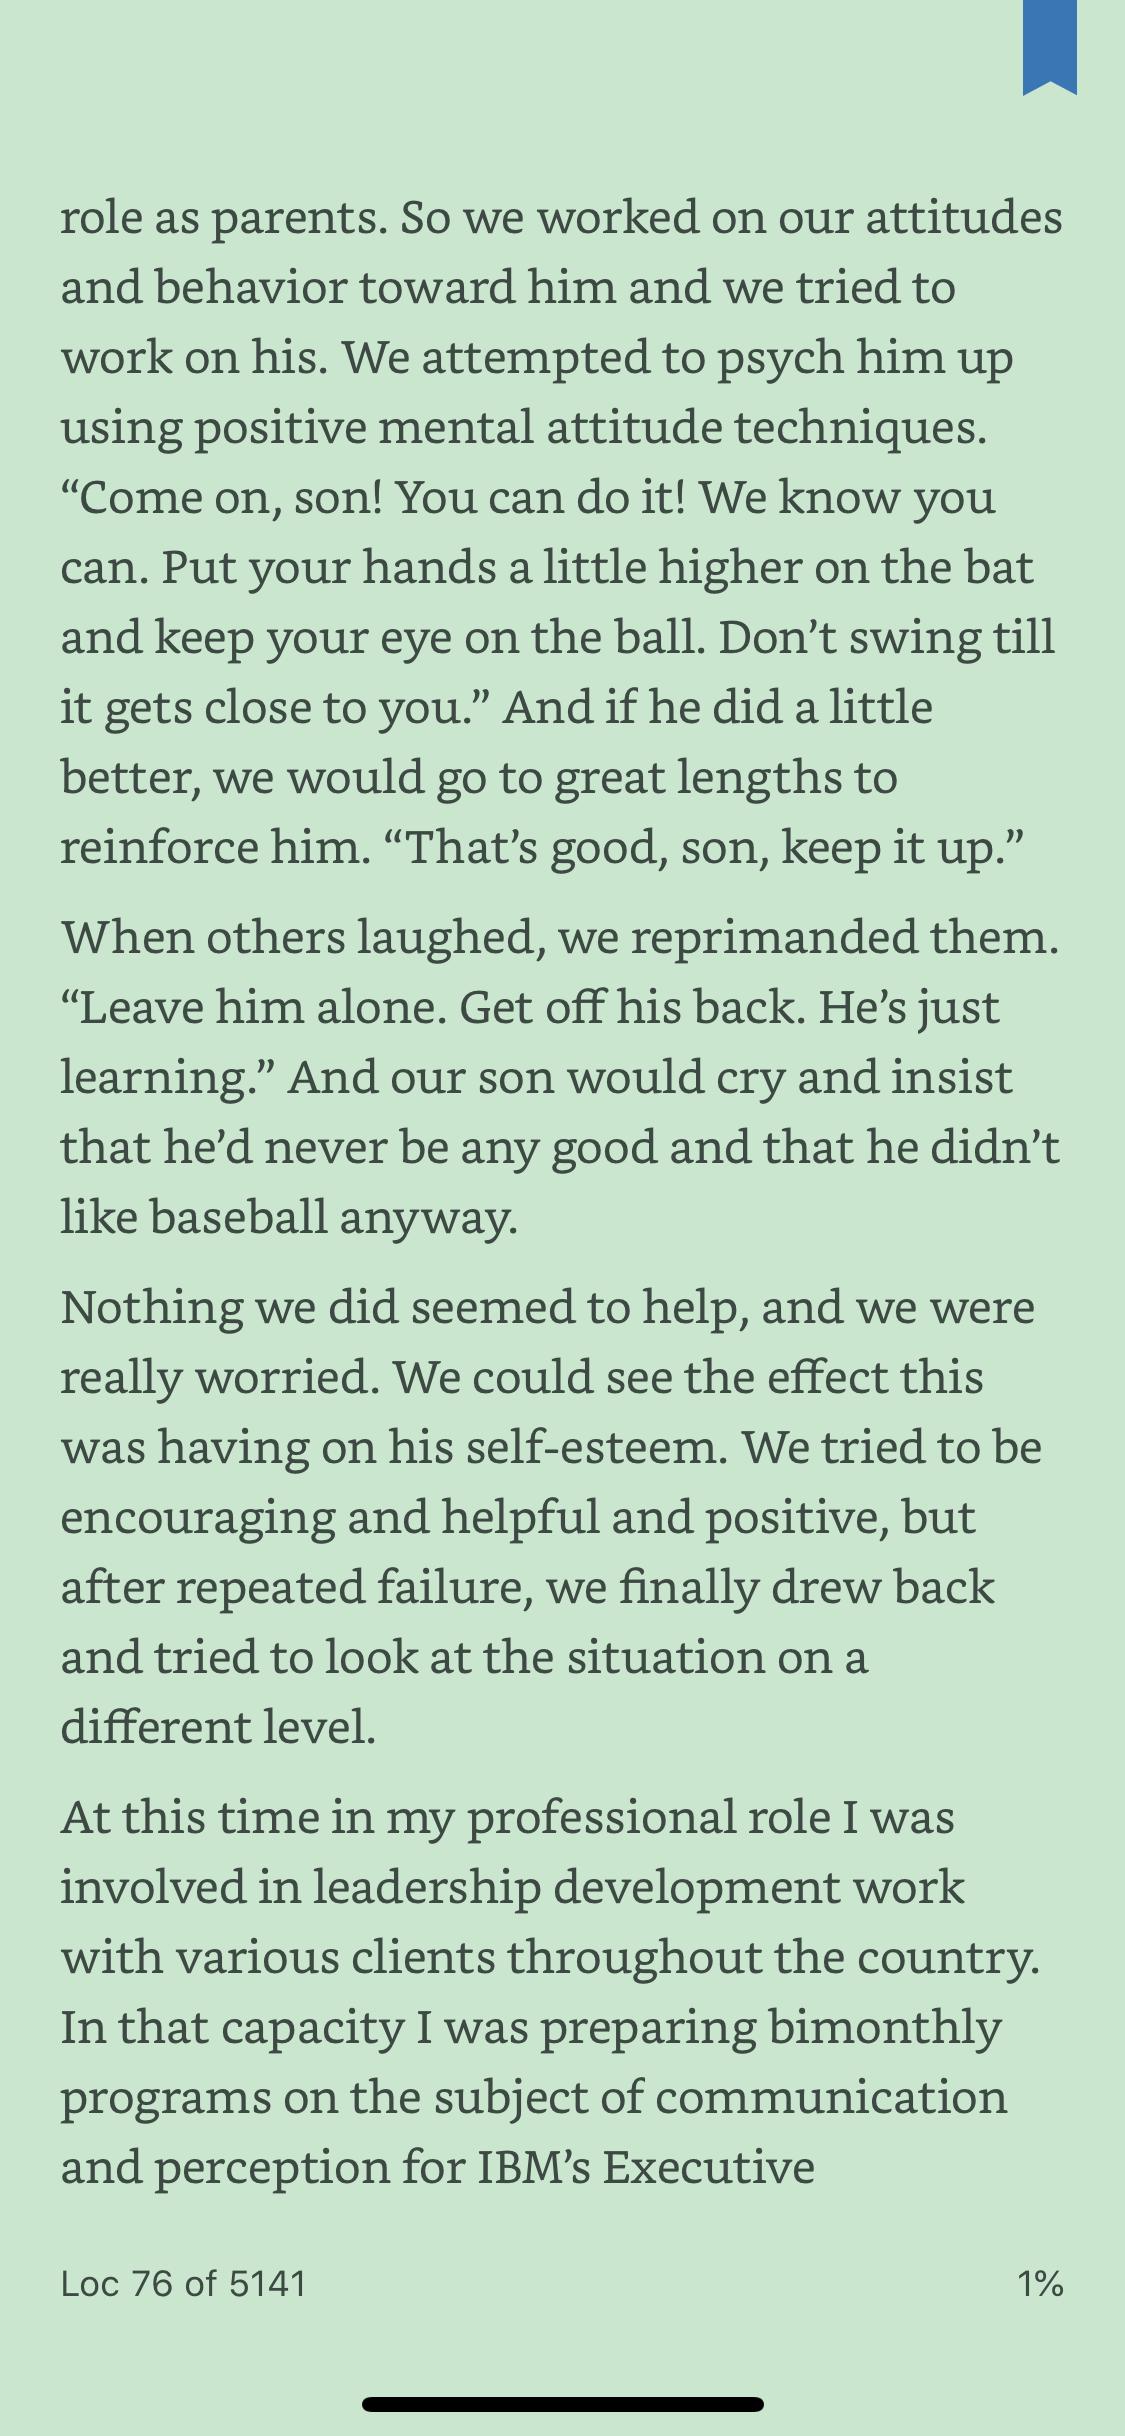 role as parents. So we worked on our attitudes
and behavior toward him and we tried to
work on his. We attempted to psych him up
using positive mental attitude techniques.
“Come on, son! You can do it! We know you
can. Put your hands a little higher on the bat
and keep your eye on the ball. Don’t swing till
it gets close to you.” And if he did a little
better, we would go to great lengths to
reinforce him. “That’s good, son, keep it up.”
When others laughed, we reprimanded them.
“Leave him alone. Get off his back. He’s just
learning.” And our son would cry and insist
that he’d never be any good and that he didn’t
like baseball anyway.
Nothing we did seemed to help, and we were
really worried. We could see the effect this
was having on his self-esteem. We tried to be
encouraging and helpful and positive, but
after repeated failure, we finally drew back
and tried to look at the situation on a
different level.
At this time in my professional role I was
involved in leadership development work
with various clients throughout the country.
In that capacity I was preparing bimonthly
programs on the subject of communication
and perception for IBM’s Executive
Loc 76 of 5141
1%